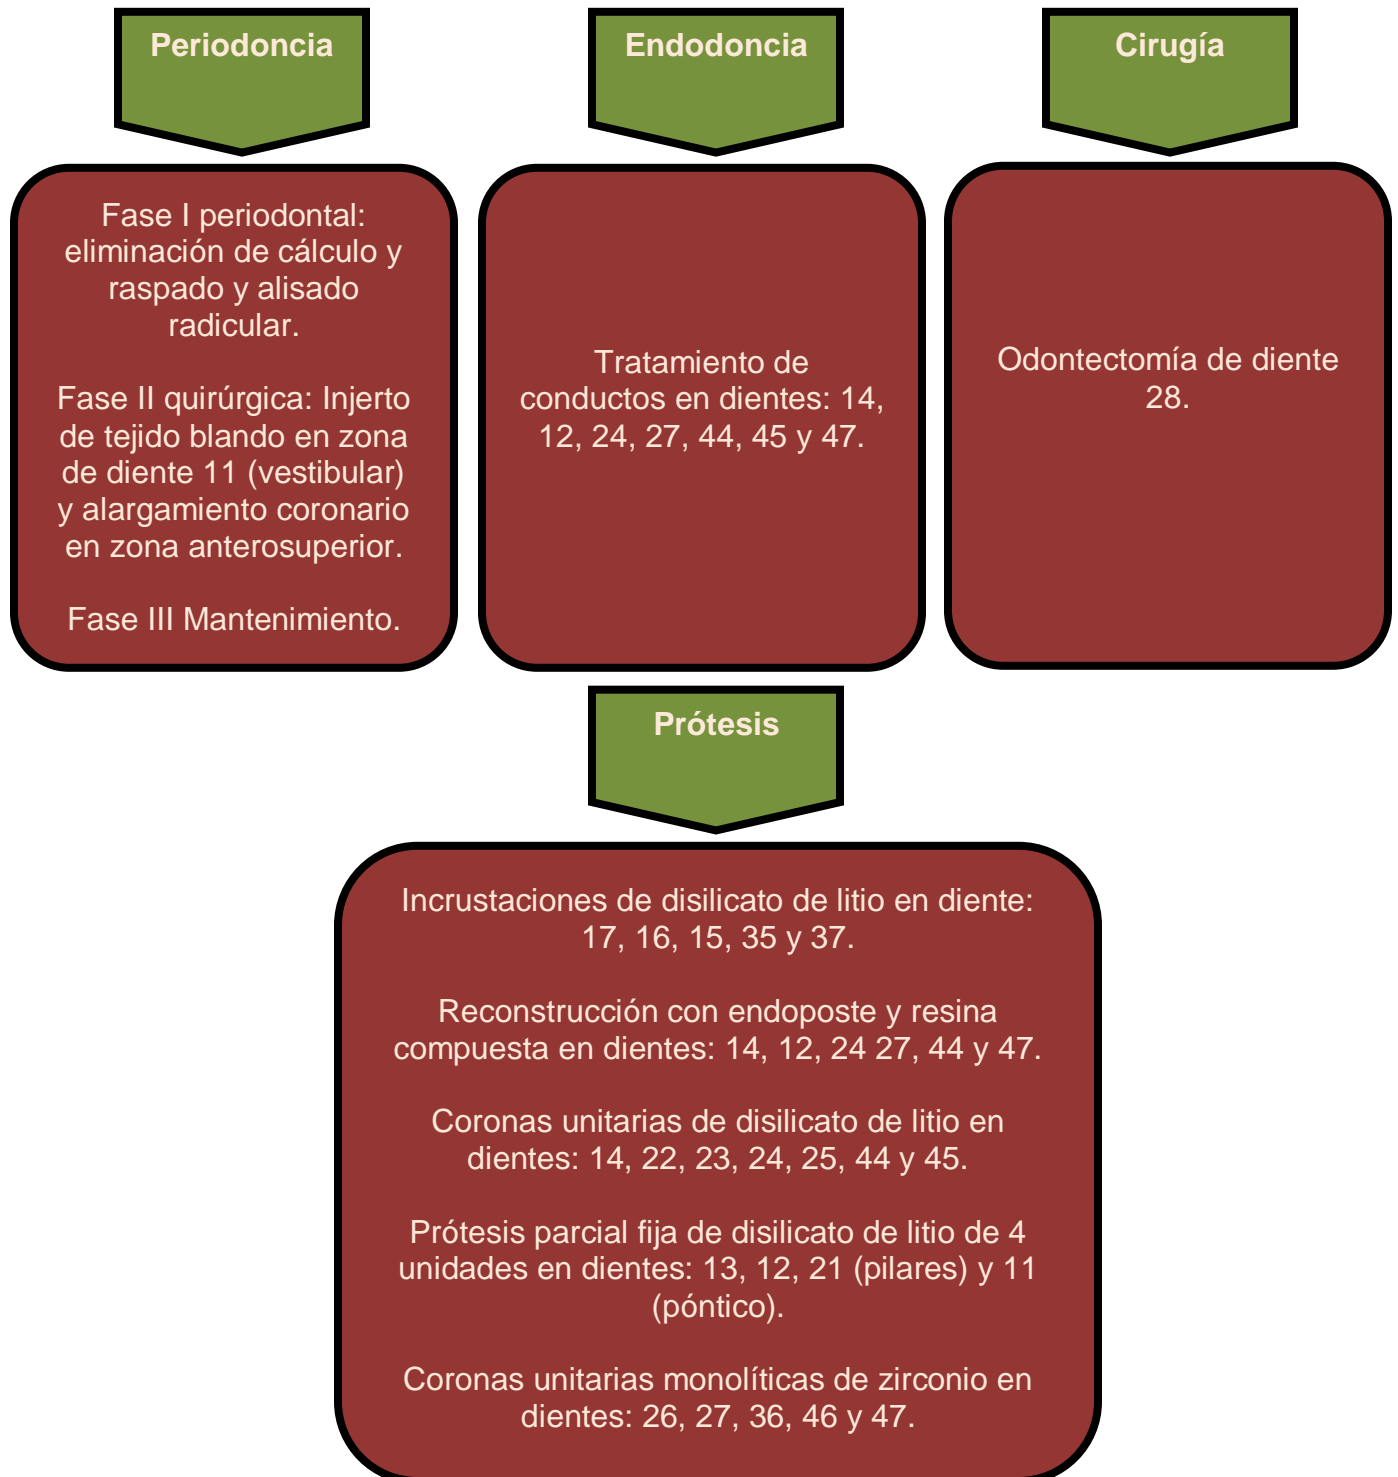 Periodoncia
Fase I periodontal:
eliminación de cálculo y
raspado y alisado
radicular.
Fase II quirúrgica: Injerto
de tejido blando en zona
de diente 11 (vestibular)
y alargamiento coronario
en zona anterosuperior.
Fase III Mantenimiento.
Endodoncia
Tratamiento de
conductos en dientes: 14,
12, 24, 27, 44, 45 y 47.
Cirugía
Odontectomía de diente
28.
Prótesis
Incrustaciones de disilicato de litio en diente:
17, 16, 15, 35 y 37.
Reconstrucción con endoposte y resina
compuesta en dientes: 14, 12, 24 27, 44 y 47.
Coronas unitarias de disilicato de litio en
dientes: 14, 22, 23, 24, 25, 44 y 45.
Prótesis parcial fija de disilicato de litio de 4
unidades en dientes: 13, 12, 21 (pilares) y 11
(póntico).
Coronas unitarias monolíticas de zirconio en
dientes: 26, 27, 36, 46 y 47.